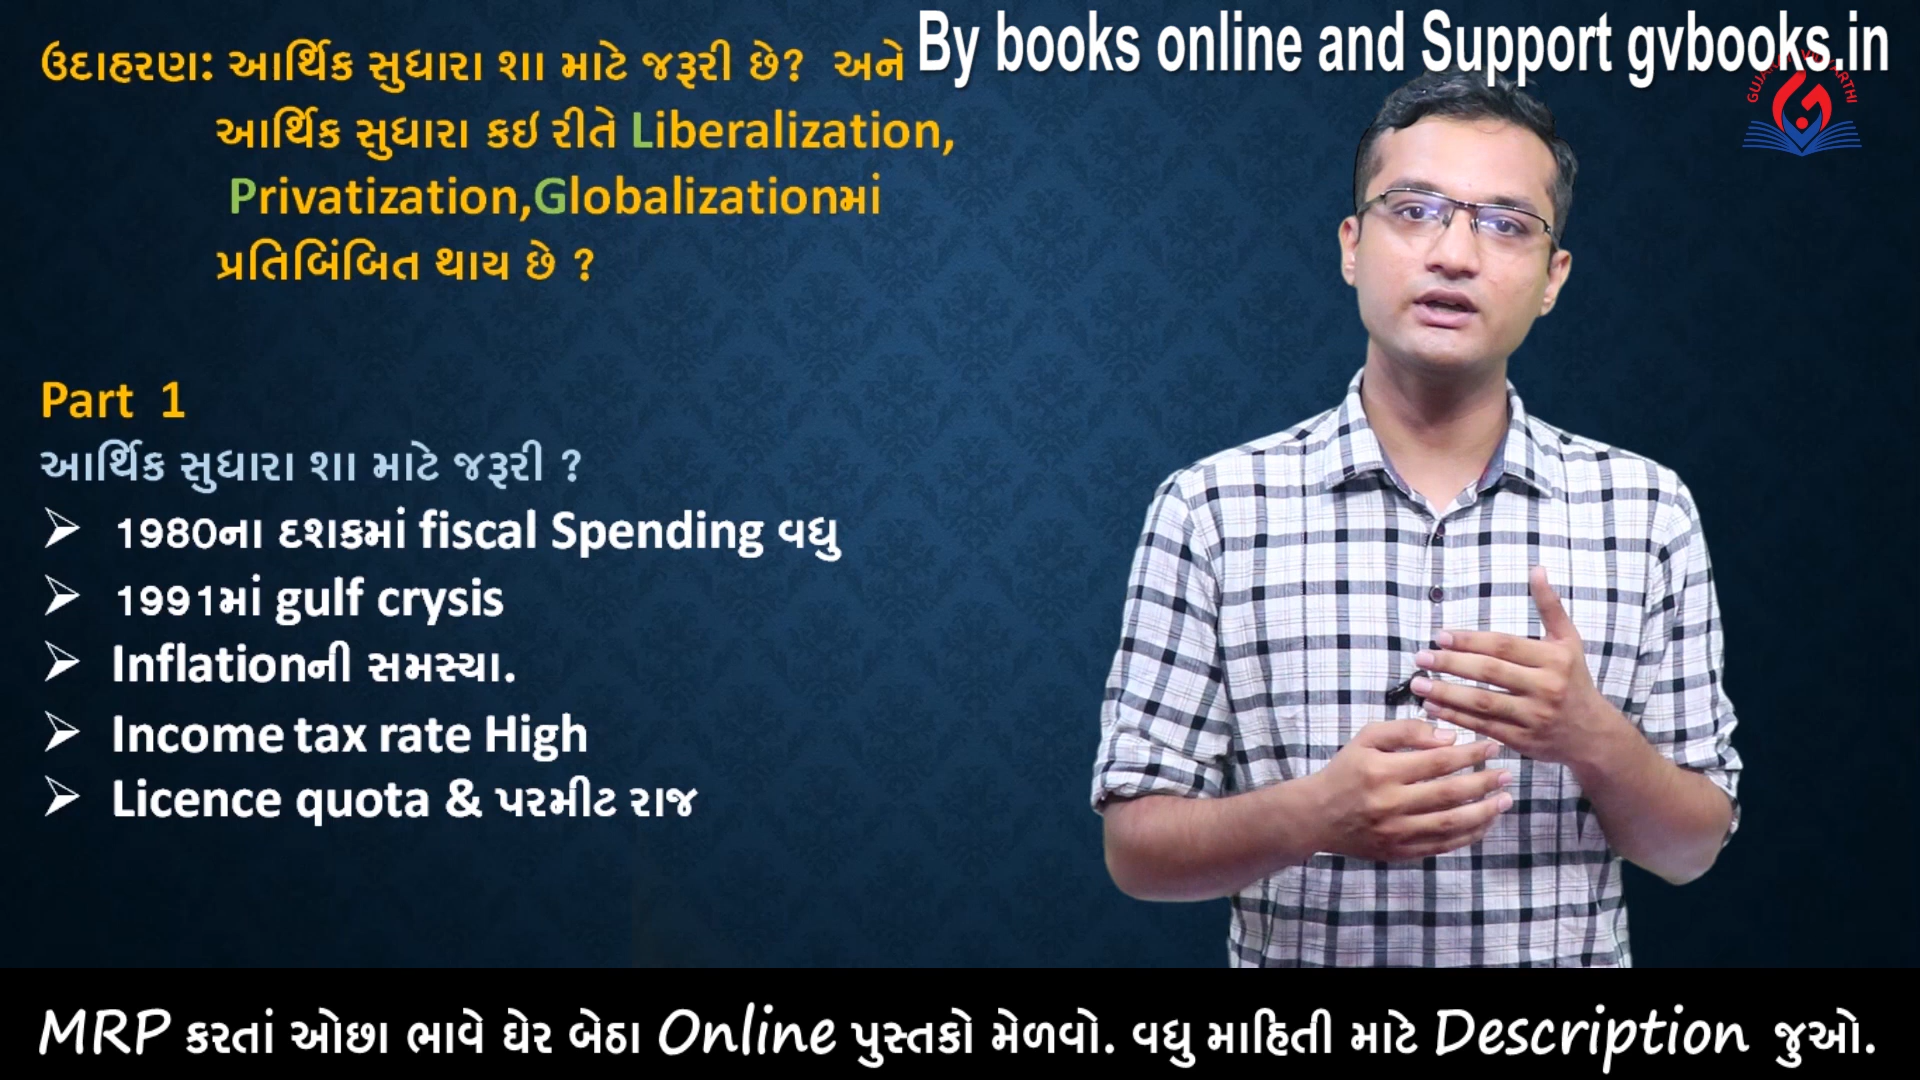 By books online and Support gvbooks.in
ઉદાહરણ: આર્થિક સુધારા શા માટે જરૂરી છે? અને
આર્થિક સુધારા કઇ રીતે Liberalization,
Privatization,Globalizationમાં
પ્રતિબિંબિત થાય છે ?
Part 1
આર્થિક સુધારા શા માટે જરૂરી ?
➢ 1980ના દશકમાં fiscal Spending વધુ
➢ 1991માં gulf crysis
➢ Inflationની સમસ્યા.
➢ Income tax rate High
➢ Licence quota & પરમીટ રાજ
MRP કરતાં ઓછા ભાવે ઘેર બેઠા Online પુસ્તકો મેળવો. વધુ માહિતી માટે Description જુઓ.